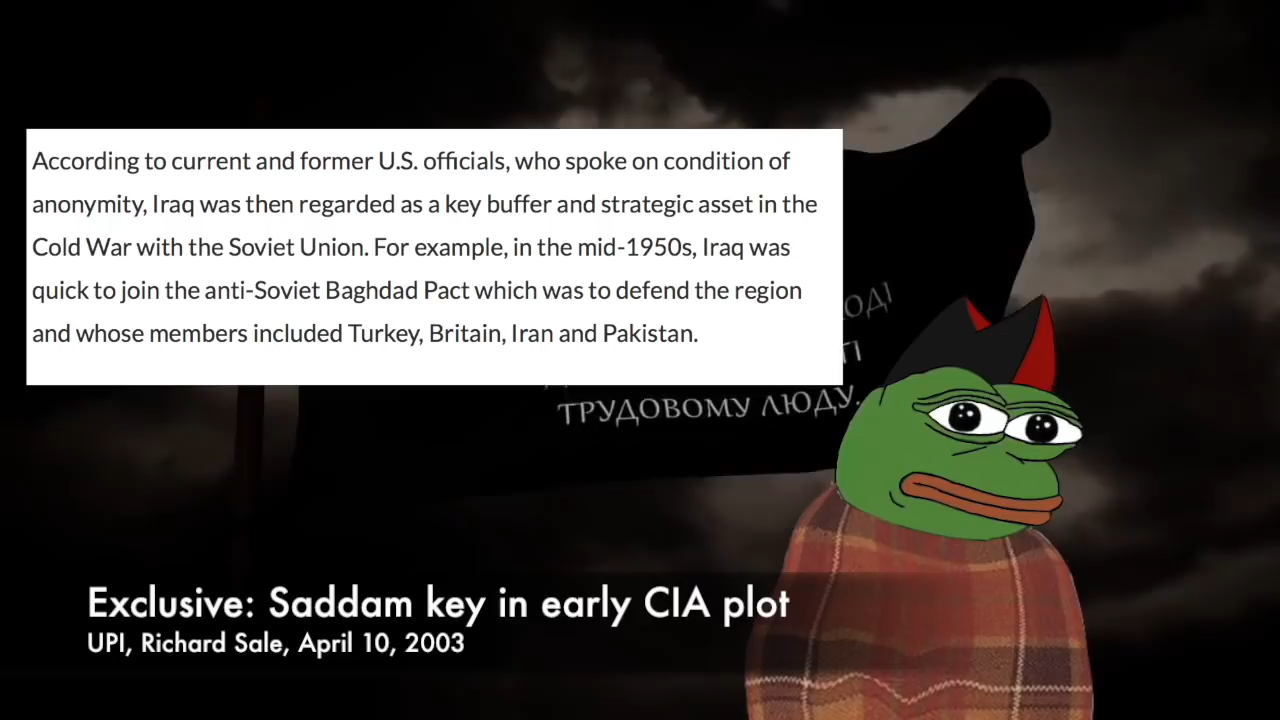 According to current and former U.S. officials, who spoke on condition of
anonymity, Iraq was then regarded as a key buffer and strategic asset in the
Cold War with the Soviet Union. For example, in the mid-1950s, Iraq was
quick to join the anti-Soviet Baghdad Pact which was to defend the region
and whose members included Turkey, Britain, Iran and Pakistan.
ТРУДОВОМУ ЛЮДУ.
Exclusive: Saddam key in early CIA plot
UPI, Richard Sale, April 10, 2003